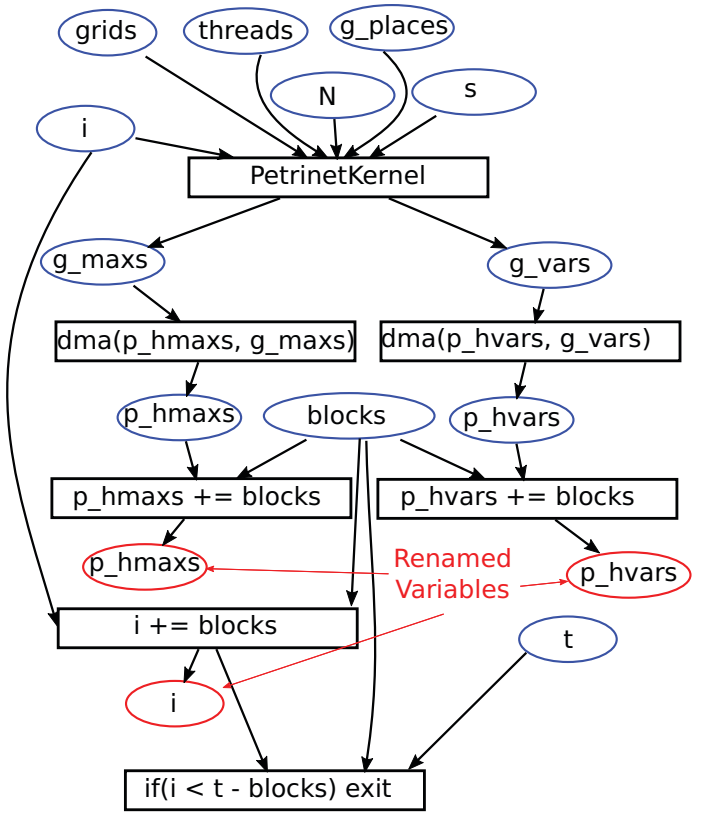 grids
threads
g_places
N
s
i
PetrinetKernel
g_maxs
g_vars
dma(p_hmaxs, g_maxs)
dma(p_hvars, g_vars)
p_hmaxs
blocks
p_hvars
p_hmaxs += blocks
p_hvars += blocks
p_hmaxs
Renamed
Variables
p_hvars
i += blocks
t
i
if(i < t - blocks) exit